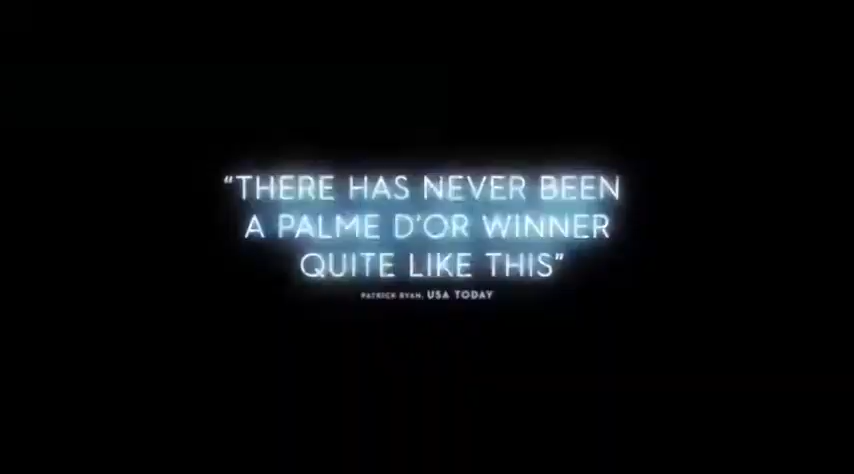 “THERE HAS NEVER BEEN
A PALME D’OR WINNER
QUITE LIKE THIS”
PATRICK RYAN, USA TODAY